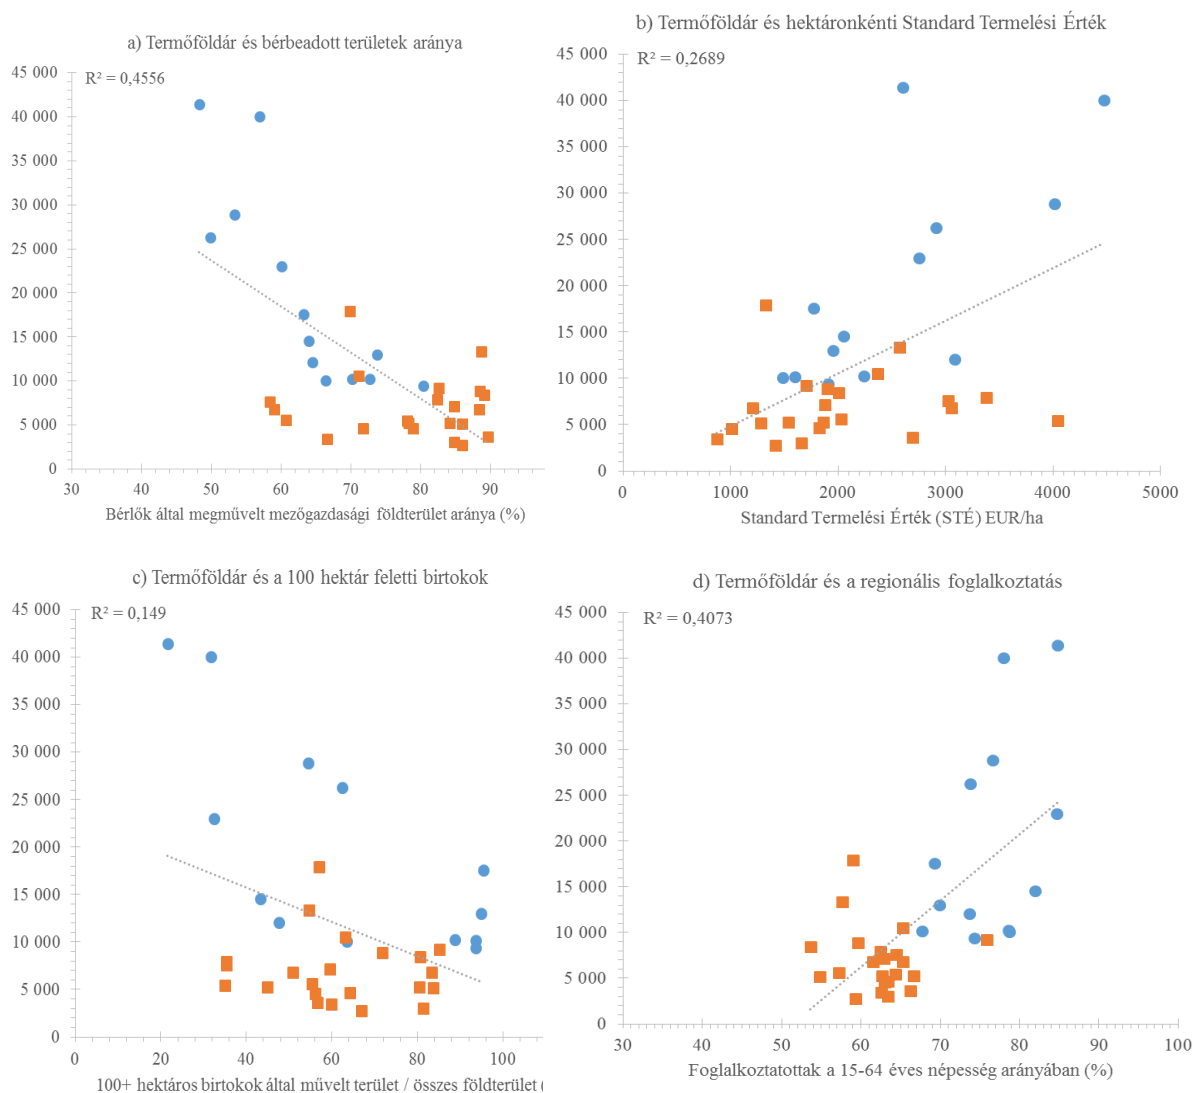 a) Termőföldár és bérbeadott területek aránya
R² = 0,4556
45 000
40 000
35 000
30 000
25 000
20 000
15 000
10 000
5 000
0
30 40 50 60 70 80 90
Bérlők által megművelt mezőgazdasági földterület aránya (%)
b) Termőföldár és hektáronkénti Standard Termelési Érték
R² = 0,2689
45 000
40 000
35 000
30 000
25 000
20 000
15 000
10 000
5 000
0
0 1000 2000 3000 4000 5000
Standard Termelési Érték (STÉ) EUR/ha
c) Termőföldár és a 100 hektár feletti birtokok
R² = 0,149
45 000
40 000
35 000
30 000
25 000
20 000
15 000
10 000
5 000
0
0 20 40 60 80 100
100+ hektáros birtokok által művelt terület / összes földterület (
d) Termőföldár és a regionális foglalkoztatás
R² = 0,4073
45 000
40 000
35 000
30 000
25 000
20 000
15 000
10 000
5 000
0
30 40 50 60 70 80 90 100
Foglalkoztatottak a 15-64 éves népesség arányában (%)